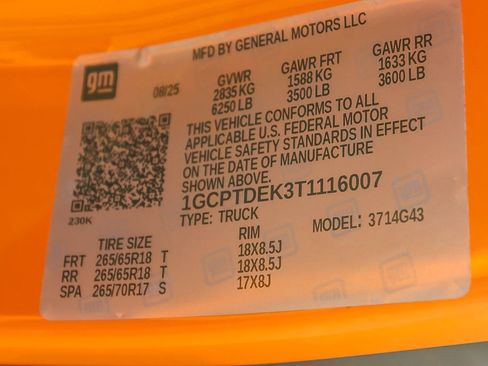 MFD BY GENERAL MOTORS LLC
gm
08/25
GVWR GAWR FRT GAWR RR
2835 KG 1588 KG 1633 KG
6250 LB 3500 LB 3600 LB
THIS VEHICLE CONFORMS TO ALL
APPLICABLE U.S. FEDERAL MOTOR
VEHICLE SAFETY STANDARDS IN EFFECT
ON THE DATE OF MANUFACTURE
SHOWN ABOVE.
1GCPTDEK3T1116007
230K
TYPE: TRUCK MODEL: 3714G43
TIRE SIZE RIM
FRT 265/65R18 T 18X8.5J
RR 265/65R18 T 18X8.5J
SPA 265/70R17 S 17X8J